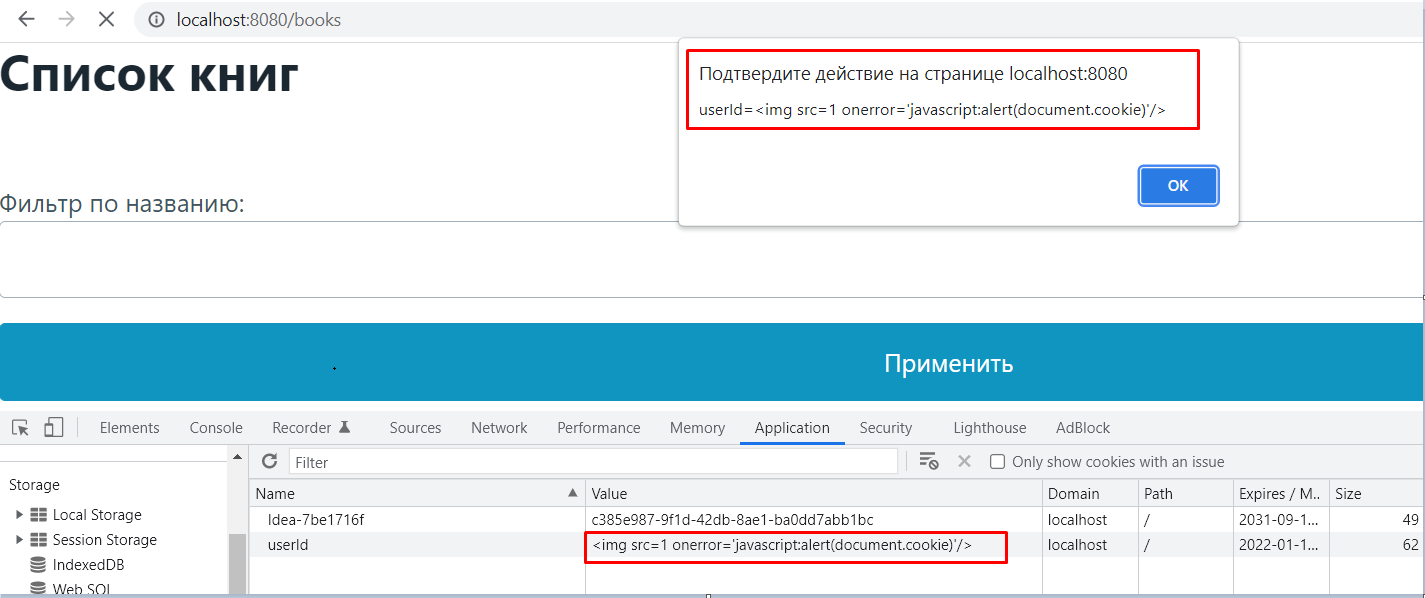 localhost:8080/books
Список книг
Подтвердите действие на странице localhost:8080
userId=<img src=1 onerror='javascript:alert(document.cookie)'/>
OK
Фильтр по названию:
Применить
Elements Console Recorder Sources Network Performance Memory Application Security Lighthouse AdBlock
Filter Only show cookies with an issue
Storage
Local Storage
Session Storage
IndexedDB
Web SQL
Name Value Domain Path Expires / M... Size
Idea-7be1716f c385e987-9f1d-42db-8ae1-ba0dd7abb1bc localhost / 2031-09-1... 49
userId <img src=1 onerror='javascript:alert(document.cookie)'/> localhost / 2022-01-1... 62